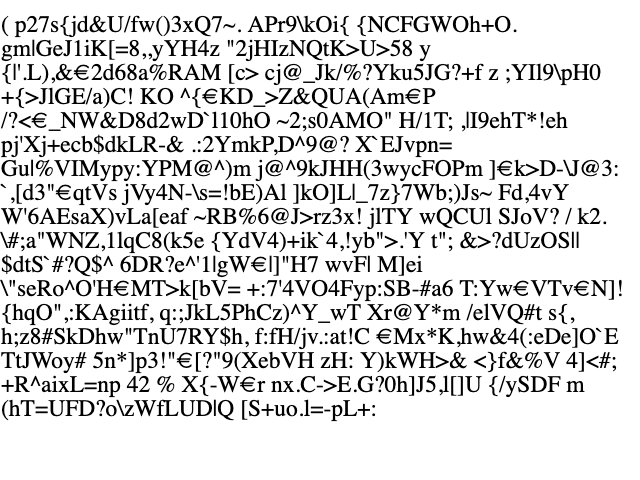 ( p27s{jd&U/fw()3xQ7~. APr9\kOi{ {NCFGWOh+O.
gm|GeJ1iK[=8,,yYH4z "2jHIzNQtK>U>58 y
{|'.L),&€2d68a%RAM [c> cj@_Jk/%?Yku5JG?+f z ;YIl9\pH0
+{>JlGE/a)C! KO ^{€KD_>Z&QUA(Am€P
/?<€_NW&D8d2wD`l10hO ~2;s0AMO" H/1T; ,|I9ehT*!eh
pj'Xj+ecb$dkLR-& .:2YmkP,D^9@? X`EJvpn=
Gu|%VIMypy:YPM@^)m j@^9kJHH(3wycFOPm ]€k>D-\J@3:
`,[d3"€qtVs jVy4N-\s=!bE)Al ]kO]L|_7z}7Wb;)Js~ Fd,4vY
W'6AEsaX)vLa[eaf ~RB%6@J>rz3x! jlTY wQCUl SJoV? / k2.
\#;a"WNZ,1lqC8(k5e {YdV4)+ik`4,!yb">.'Y t"; &>?dUzOS||
$dtS`#?Q$^ 6DR?e^'1|gW€|]"H7 wvF| M]ei
\"seRo^O'H€MT>k[bV= +:7'4VO4Fyp:SB-#a6 T:Yw€VTv€N]!
{hqO",:KAgiitf, q:;JkL5PhCz)^Y_wT Xr@Y*m /elVQ#t s{,
h;z8#SkDhw"TnU7RY$h, f:fH/jv.:at!C €Mx*K,hw&4(:eDe]O`E
TtJWoy# 5n*]p3!"€[?"9(XebVH zH: Y)kWH>& <}f&%V 4]<#;
+R^aixL=np 42 % X{-W€r nx.C->E.G?0h]J5,l[]U {/ySDF m
(hT=UFD?o\zWfLUD|Q [S+uo.l=-pL+: